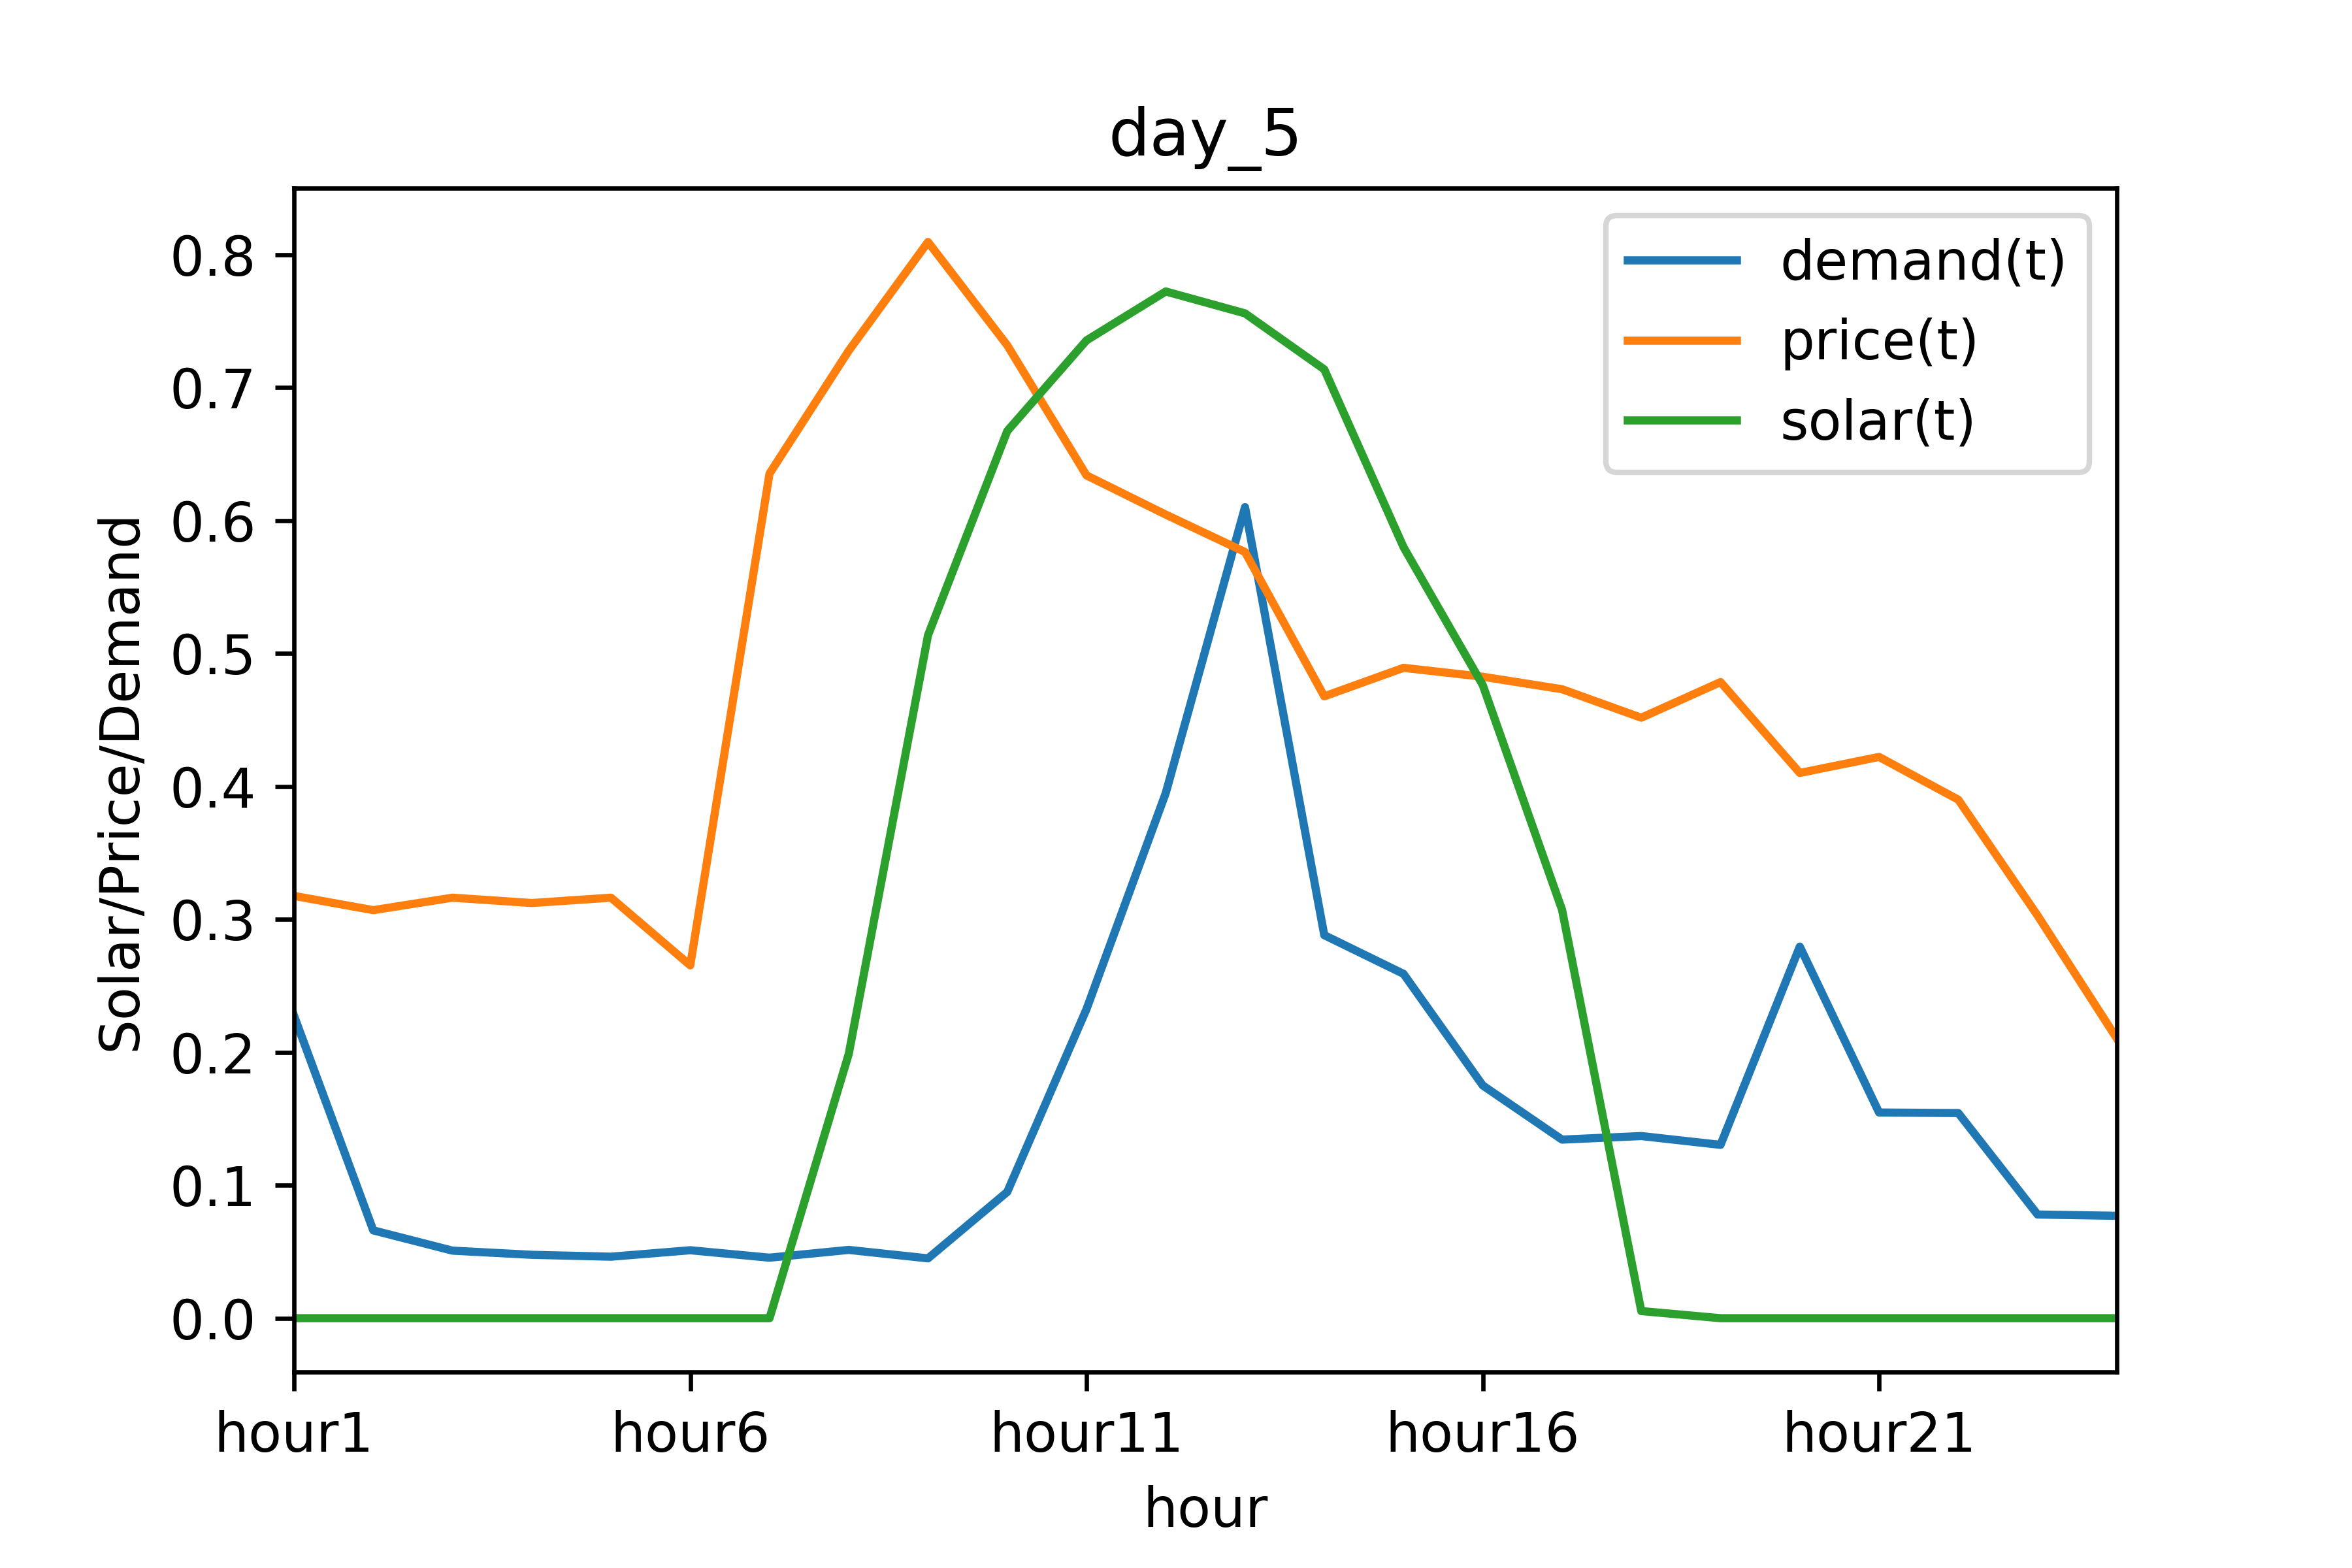 day_5
demand(t)
price(t)
solar(t)
Solar/Price/Demand
0.8
0.7
0.6
0.5
0.4
0.3
0.2
0.1
0.0
hour1 hour6 hour11 hour16 hour21
hour